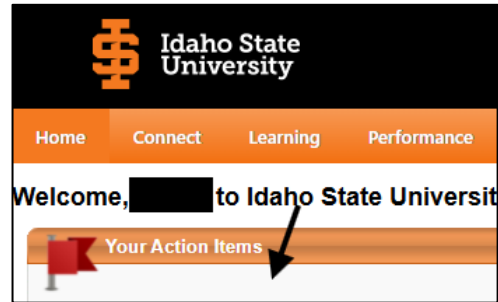 Idaho State
University
Home Connect Learning Performance
Welcome, to Idaho State Universit
Your Action Items